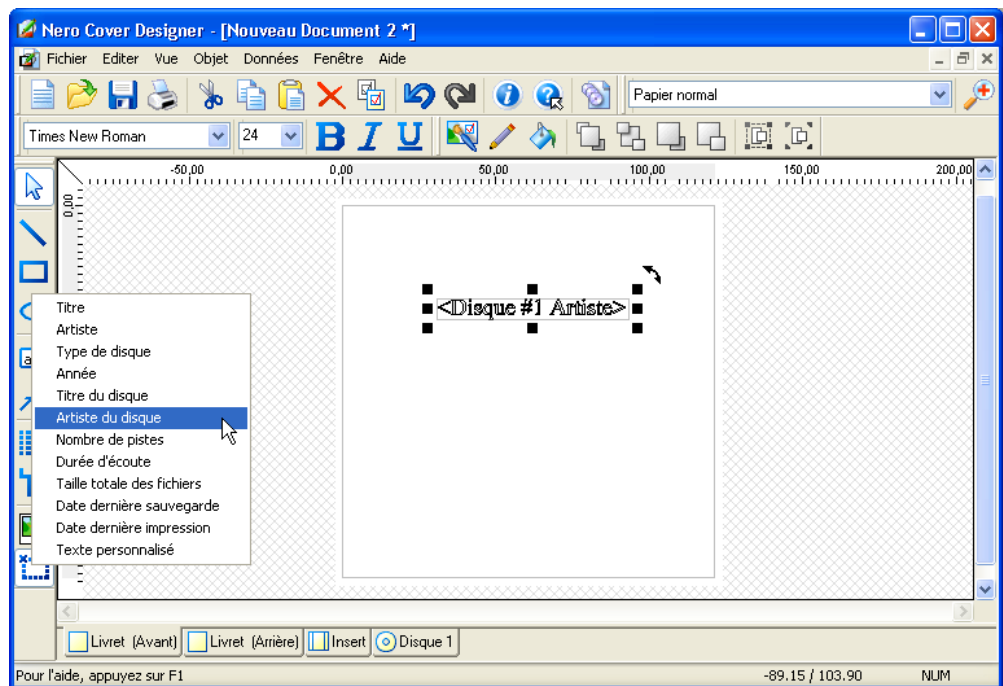 Nero Cover Designer - [Nouveau Document 2 *]
Fichier Editer Vue Objet Données Fenêtre Aide
Papier normal
Times New Roman 24 B I U
-50,00 0,00 50,00 100,00 150,00 200,00
0,00
<Disque #1 Artiste>
Titre
Artiste
Type de disque
Année
Titre du disque
Artiste du disque
Nombre de pistes
Durée d'écoute
Taille totale des fichiers
Date dernière sauvegarde
Date dernière impression
Texte personnalisé
Livret (Avant) Livret (Arrière) Insert Disque 1
Pour l'aide, appuyez sur F1 -89.15 / 103.90 NUM